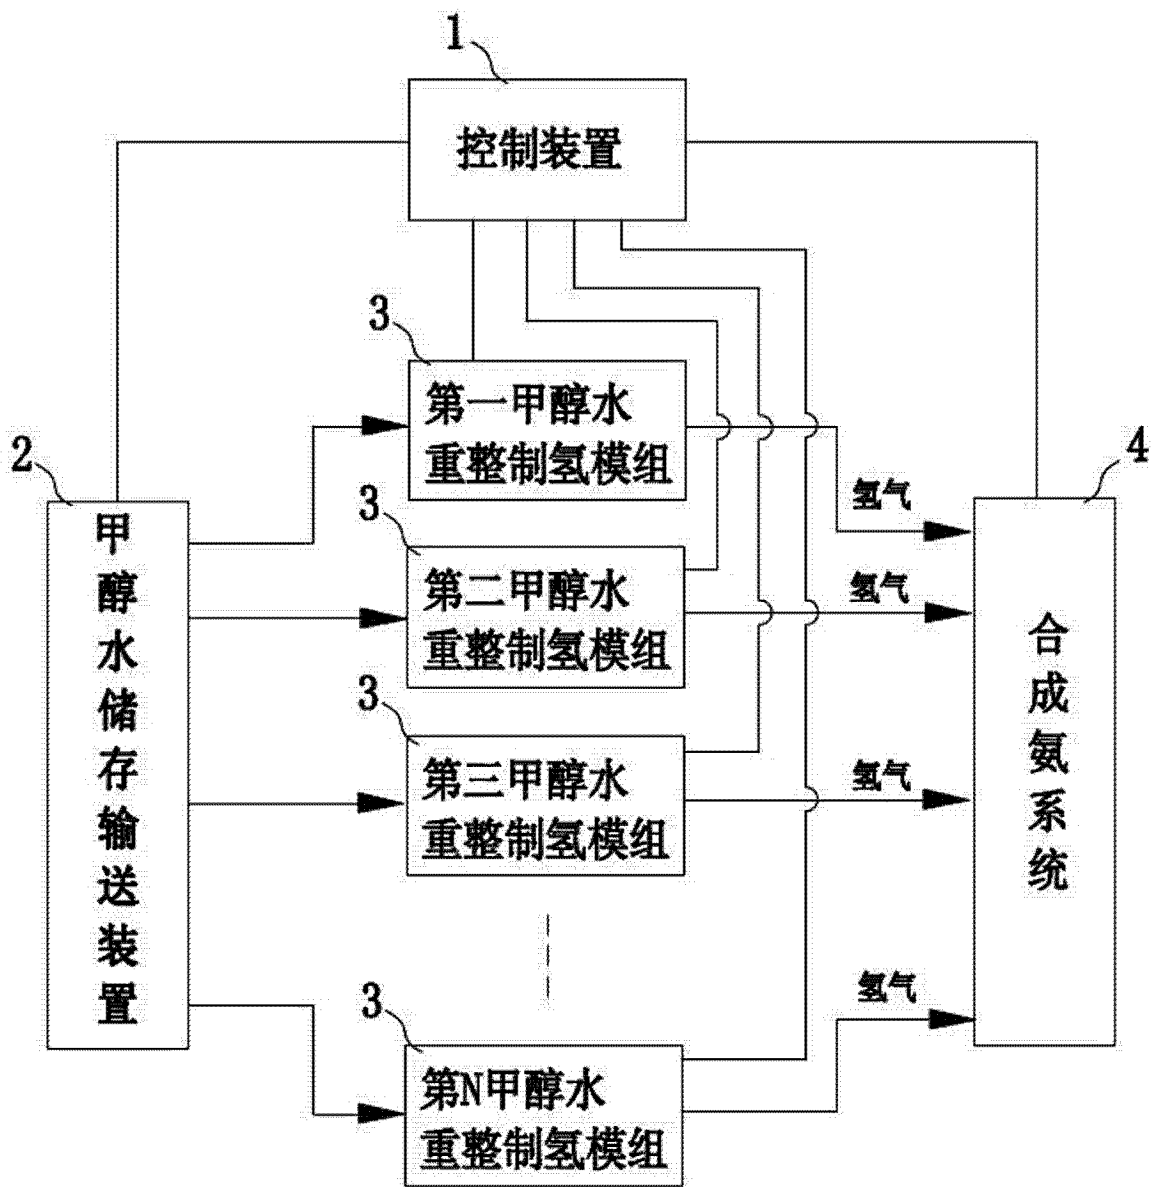 1
控制装置
3
第一甲醇水
重整制氢模组
2
甲醇水储存输送装置
氢气
4
合成氨系统
3
第二甲醇水
重整制氢模组
氢气
3
第三甲醇水
重整制氢模组
氢气
3
第N甲醇水
重整制氢模组
氢气